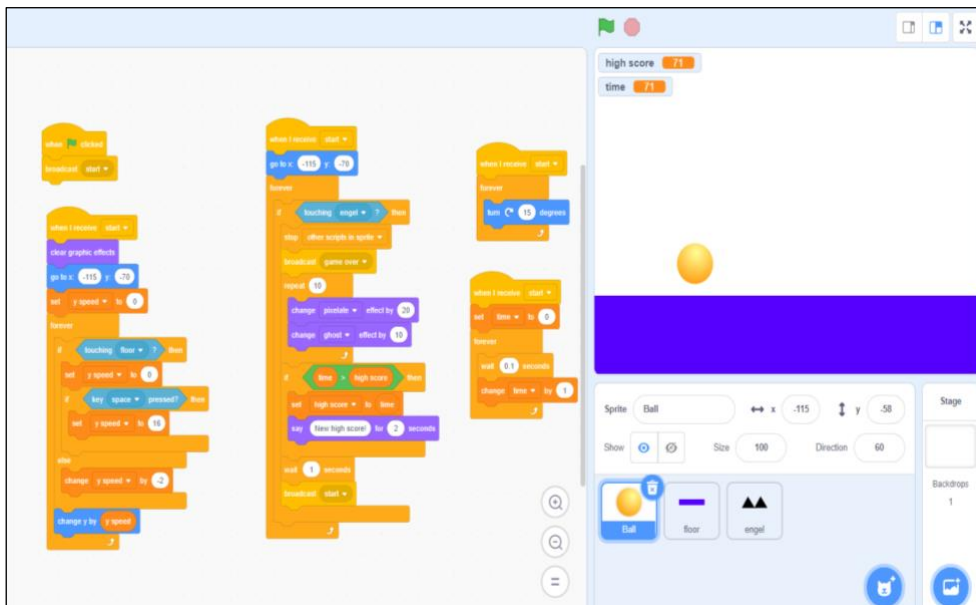 when clicked
broadcast start
when I receive start
clear graphic effects
go to x: -115 y: -70
set y speed to 0
forever
if touching floor ? then
set y speed to 0
if key space pressed? then
set y speed to 16
else
change y speed by -2
change y by y speed
when I receive start
go to x: -115 y: -70
forever
if touching engel ? then
stop other scripts in sprite
broadcast game over
repeat 10
change pixelate effect by 20
change ghost effect by 10
if time > high score then
set high score to time
say New high score! for 2 seconds
wait 1 seconds
broadcast start
when I receive start
forever
turn 15 degrees
when I receive start
set time to 0
forever
wait 0.1 seconds
change time by 1
high score 71
time 71
Sprite Ball x -115 y -58
Show Size 100 Direction 60
Ball floor engel
Stage
Backdrops
1